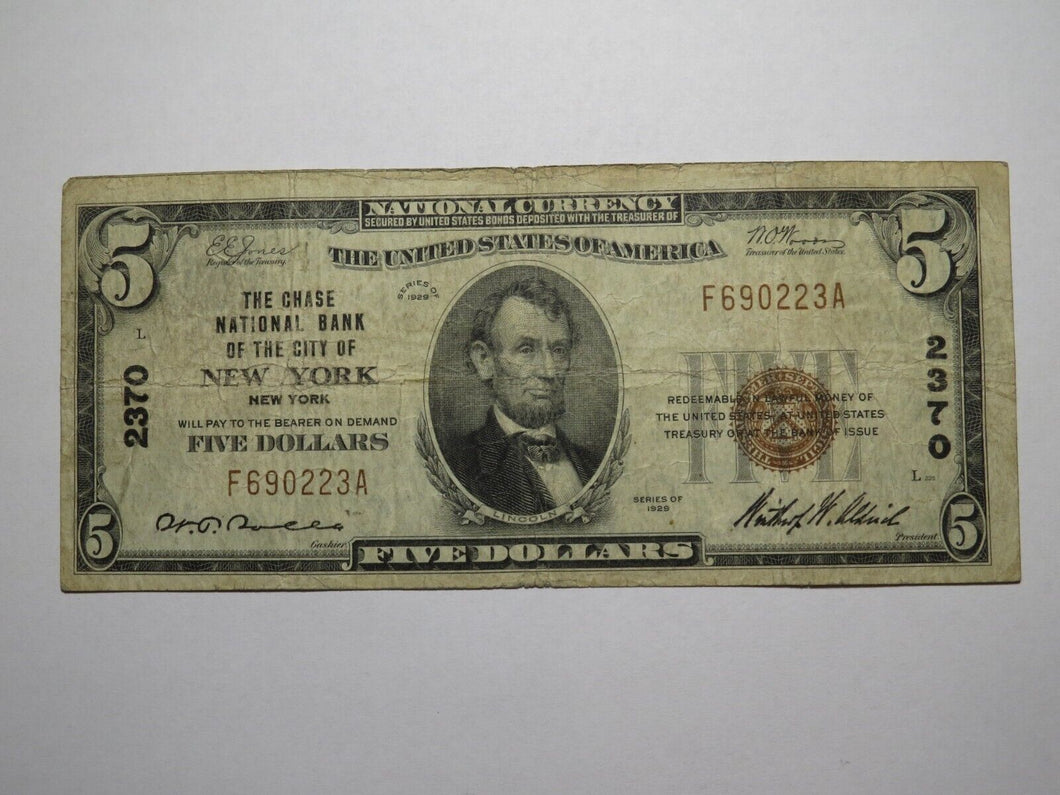 NATIONAL CURRENCY
SECURED BY UNITED STATES BONDS DEPOSITED WITH THE TREASURER OF
THE UNITED STATES OF AMERICA
5
5
E.E. Jones
Register of the Treasury.
W.O. Woods
Treasurer of the United States.
SERIES OF
1929
F690223A
THE CHASE
NATIONAL BANK
OF THE CITY OF
NEW YORK
NEW YORK
L
2370
2370
WILL PAY TO THE BEARER ON DEMAND
FIVE DOLLARS
F690223A
FIVE
REDEEMABLE IN LAWFUL MONEY OF
THE UNITED STATES AT UNITED STATES
TREASURY OR AT THE BANK OF ISSUE
L
LINCOLN
SERIES OF
1929
Cashier
Winthrop W. Aldrich
President
5
5
FIVE DOLLARS